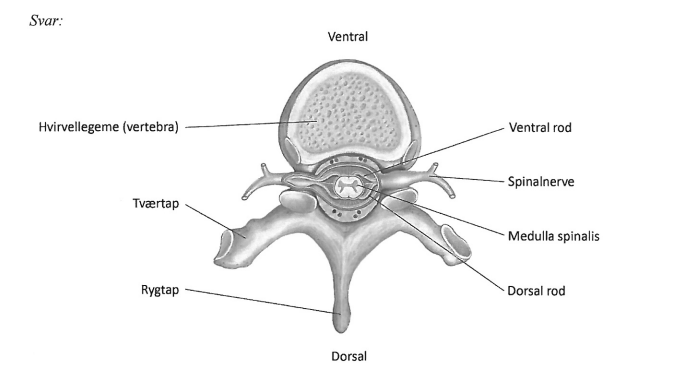 Svar:
Ventral
Hvirvellegeme (vertebra)
Ventral rod
Spinalnerve
Tværtap
Medulla spinalis
Rygtap
Dorsal rod
Dorsal